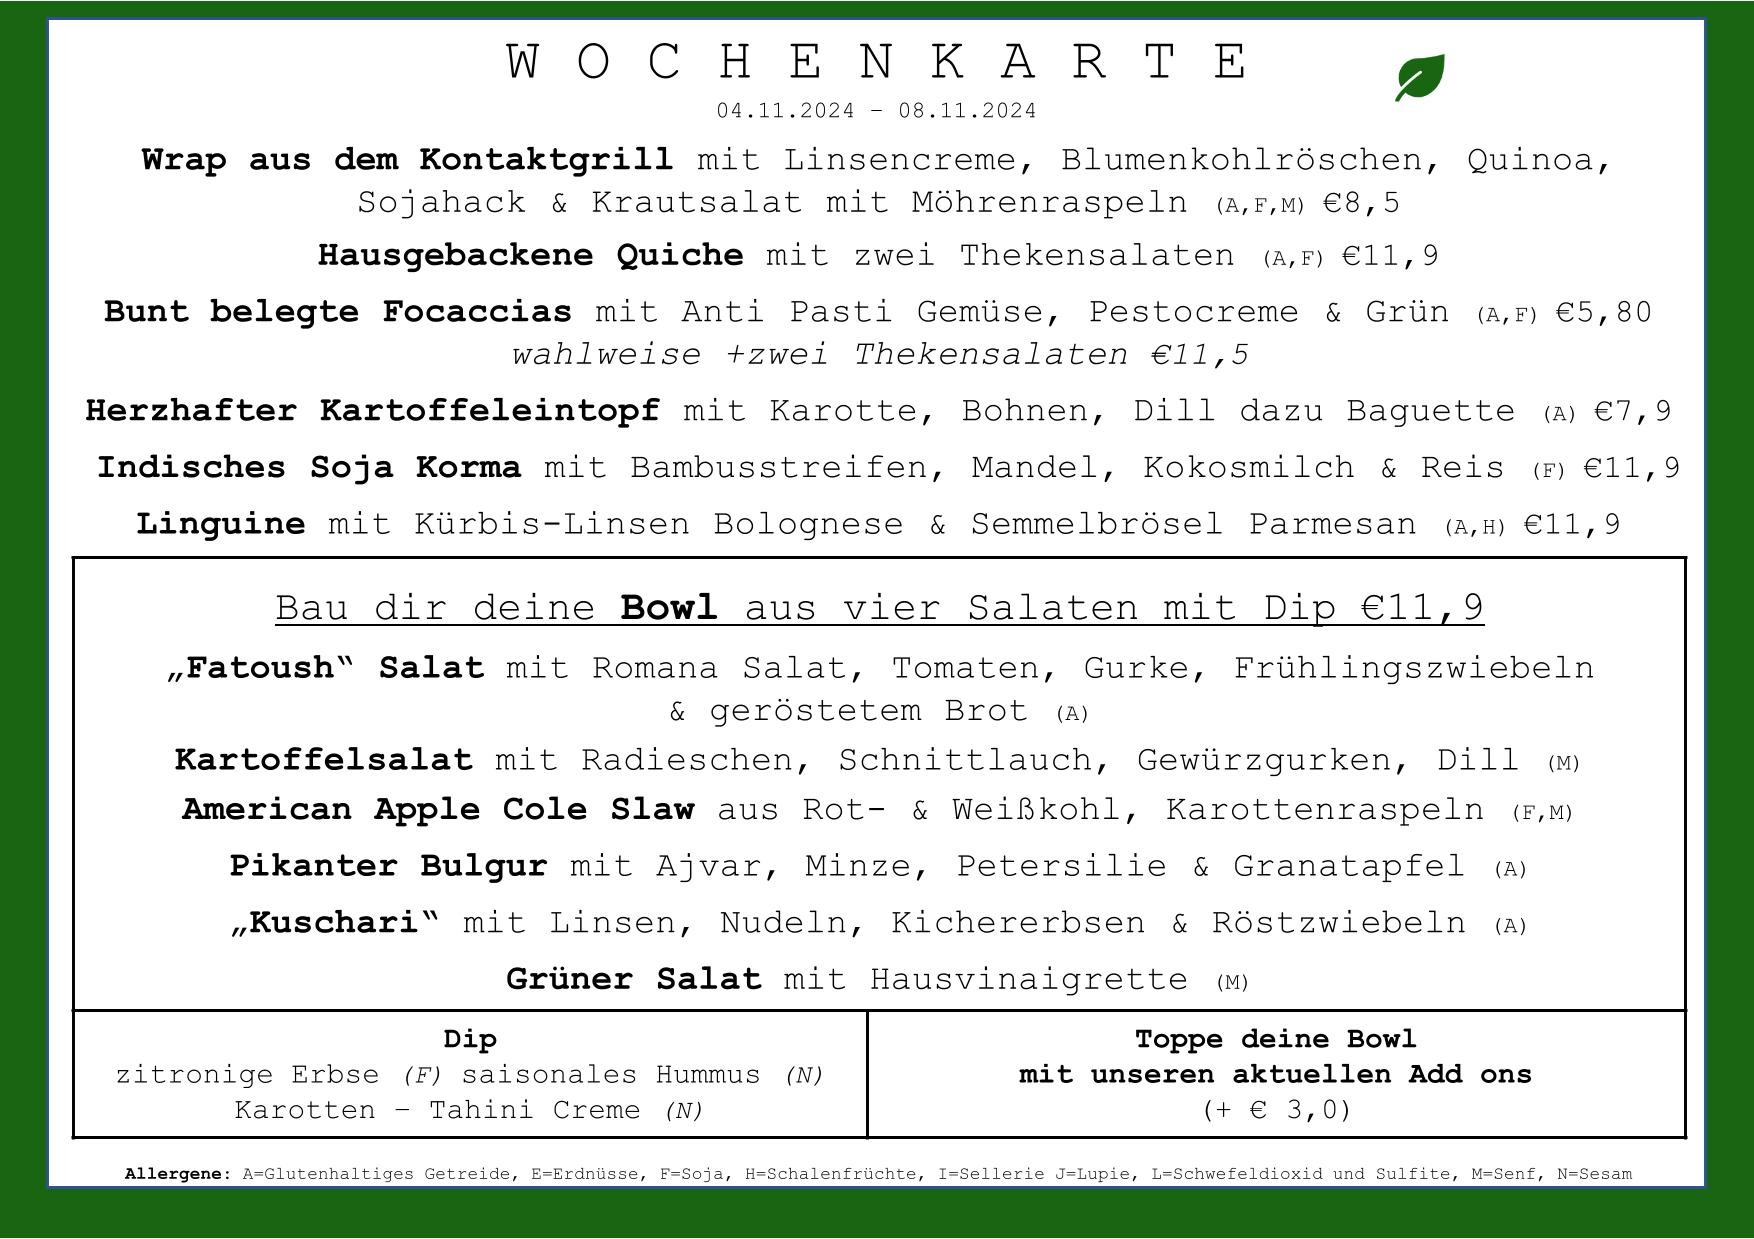 WOCHENKARTE
04.11.2024 – 08.11.2024
Wrap aus dem Kontaktgrill mit Linsencreme, Blumenkohlröschen, Quinoa,
Sojahack & Krautsalat mit Möhrenraspeln (A,F,M) €8,5
Hausgebackene Quiche mit zwei Thekensalaten (A,F) €11,9
Bunt belegte Focaccias mit Anti Pasti Gemüse, Pestocreme & Grün (A,F) €5,80
wahlweise +zwei Thekensalaten €11,5
Herzhafter Kartoffeleintopf mit Karotte, Bohnen, Dill dazu Baguette (A) €7,9
Indisches Soja Korma mit Bambusstreifen, Mandel, Kokosmilch & Reis (F) €11,9
Linguine mit Kürbis-Linsen Bolognese & Semmelbrösel Parmesan (A,H) €11,9
Bau dir deine Bowl aus vier Salaten mit Dip €11,9
„Fatoush‟ Salat mit Romana Salat, Tomaten, Gurke, Frühlingszwiebeln
& geröstetem Brot (A)
Kartoffelsalat mit Radieschen, Schnittlauch, Gewürzgurken, Dill (M)
American Apple Cole Slaw aus Rot- & Weißkohl, Karottenraspeln (F,M)
Pikanter Bulgur mit Ajvar, Minze, Petersilie & Granatapfel (A)
„Kuschari‟ mit Linsen, Nudeln, Kichererbsen & Röstzwiebeln (A)
Grüner Salat mit Hausvinaigrette (M)
Dip
zitronige Erbse (F) saisonales Hummus (N)
Karotten – Tahini Creme (N)
Toppe deine Bowl
mit unseren aktuellen Add ons
(+ € 3,0)
Allergene: A=Glutenhaltiges Getreide, E=Erdnüsse, F=Soja, H=Schalenfrüchte, I=Sellerie J=Lupie, L=Schwefeldioxid und Sulfite, M=Senf, N=Sesam